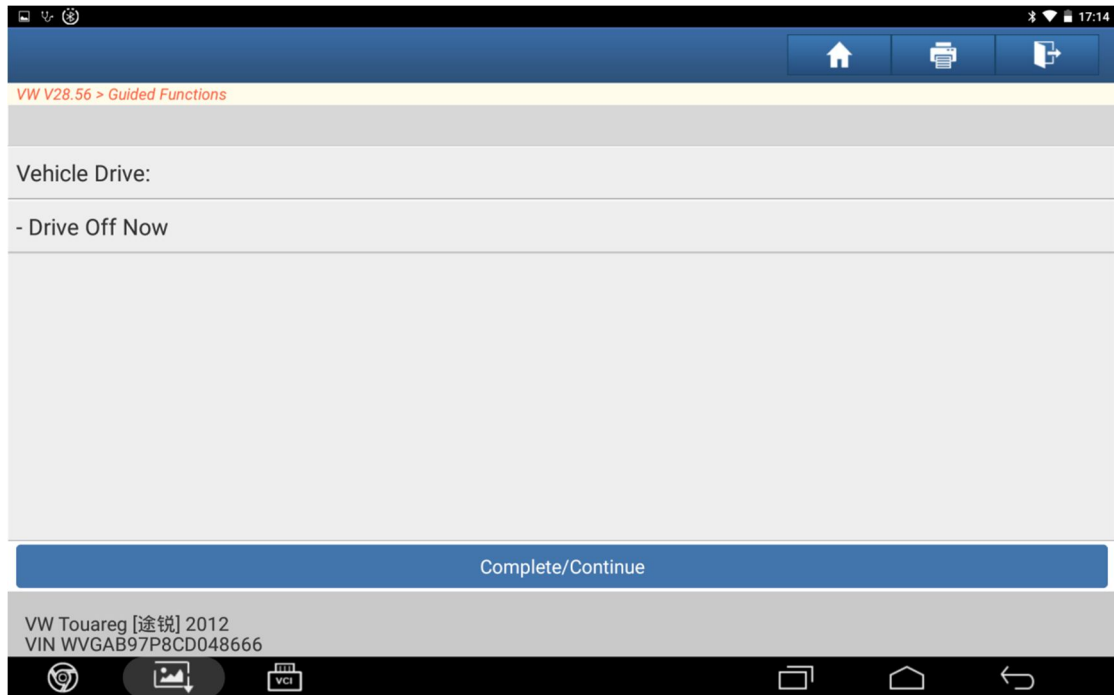 17:14
VW V28.56 > Guided Functions
Vehicle Drive:
- Drive Off Now
Complete/Continue
VW Touareg [途锐] 2012
VIN WVGAB97P8CD048666
VCI